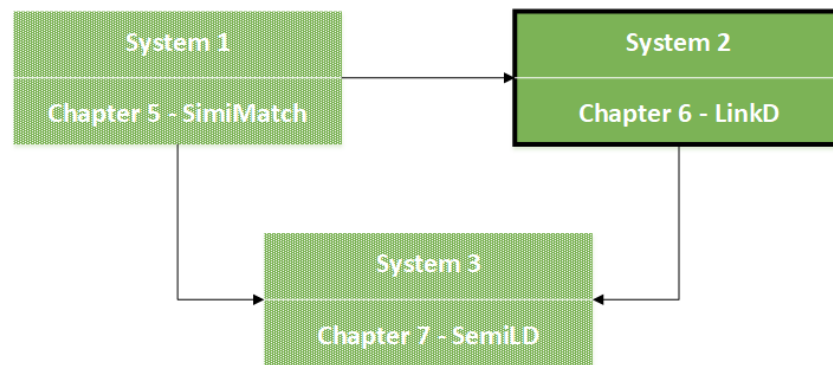 System 1
Chapter 5 - SimiMatch
System 2
Chapter 6 - LinkD
System 3
Chapter 7 - SemiLD